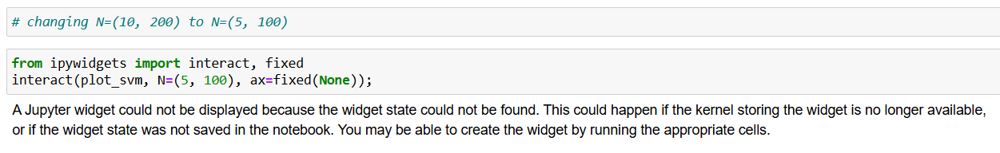 # changing N=(10, 200) to N=(5, 100)
from ipywidgets import interact, fixed
interact(plot_svm, N=(5, 100), ax=fixed(None));
A Jupyter widget could not be displayed because the widget state could not be found. This could happen if the kernel storing the widget is no longer available,
or if the widget state was not saved in the notebook. You may be able to create the widget by running the appropriate cells.